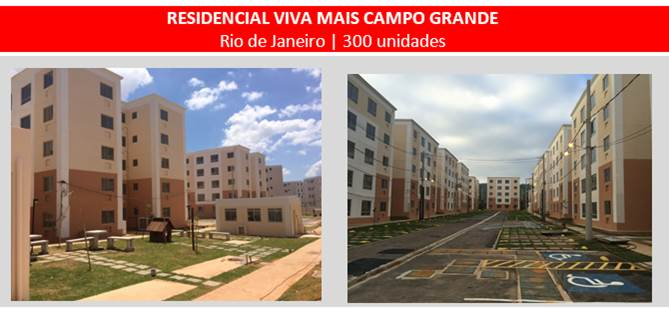 RESIDENCIAL VIVA MAIS CAMPO GRANDE
Rio de Janeiro | 300 unidades